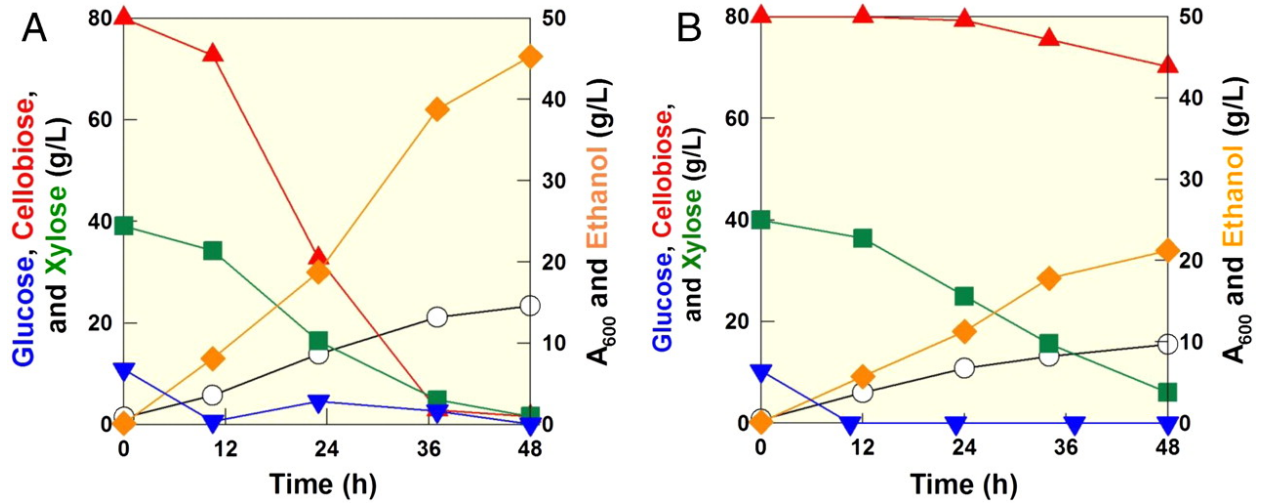 A
80
60
40
20
0
Glucose, Cellobiose,
and Xylose (g/L)
50
40
30
20
10
0
A600 and Ethanol (g/L)
0 12 24 36 48
Time (h)
B
80
60
40
20
0
Glucose, Cellobiose,
and Xylose (g/L)
50
40
30
20
10
0
A600 and Ethanol (g/L)
0 12 24 36 48
Time (h)